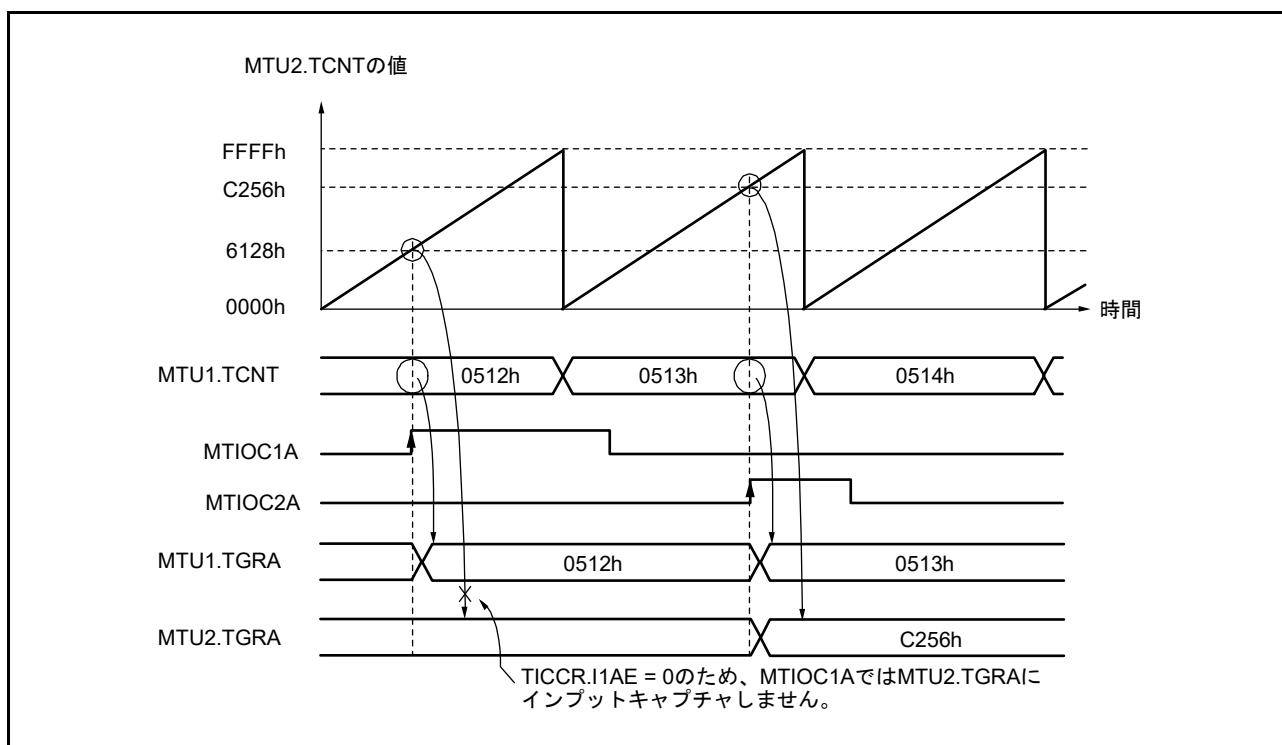 MTU2.TCNTの値
FFFFh
C256h
6128h
0000h
時間
MTU1.TCNT
0512h
0513h
0514h
MTIOC1A
MTIOC2A
MTU1.TGRA
0512h
0513h
MTU2.TGRA
C256h
TICCR.I1AE = 0のため、MTIOC1AではMTU2.TGRAに
インプットキャプチャしません。